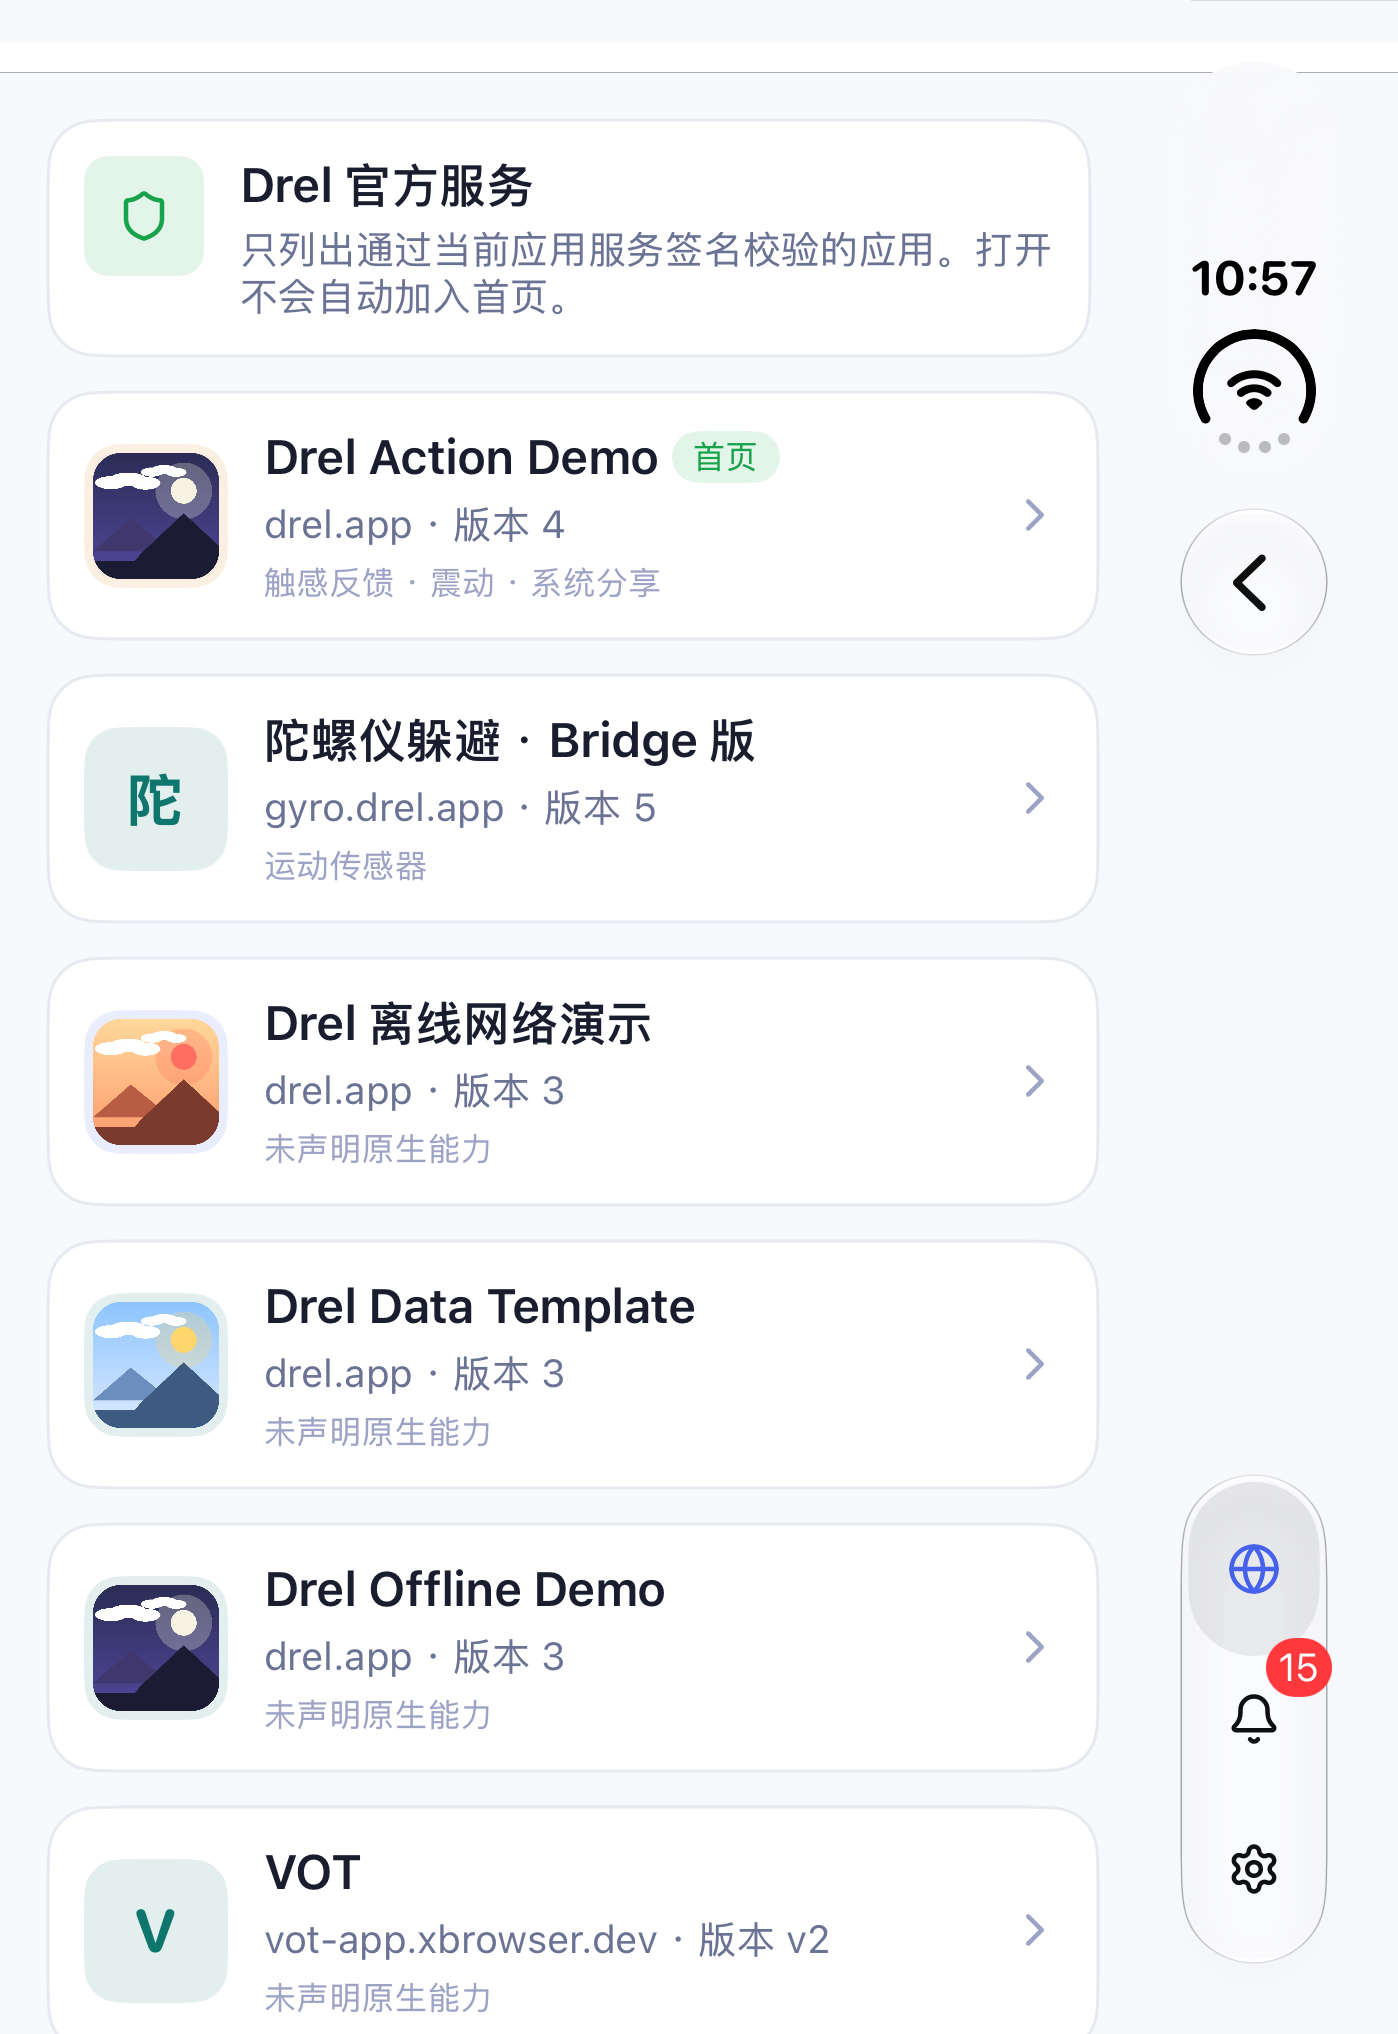 Drel 官方服务
只列出通过当前应用服务签名校验的应用。打开
不会自动加入首页。
10:57
Drel Action Demo 首页
drel.app · 版本 4
触感反馈 · 震动 · 系统分享
陀螺仪躲避 · Bridge 版
陀
gyro.drel.app · 版本 5
运动传感器
Drel 离线网络演示
drel.app · 版本 3
未声明原生能力
Drel Data Template
drel.app · 版本 3
未声明原生能力
Drel Offline Demo
drel.app · 版本 3
未声明原生能力
15
VOT
V
vot-app.xbrowser.dev · 版本 v2
未声明原生能力